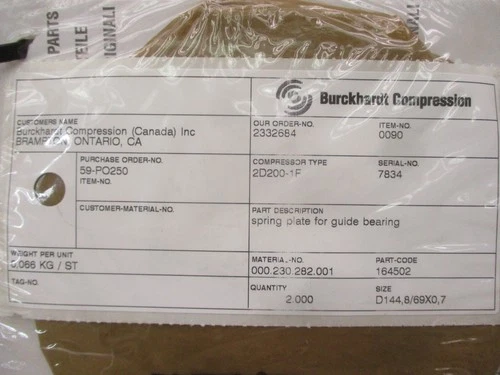 PARTS
TEILE
ORIGINALI
ORIGINALI
Burckhardt Compression
CUSTOMERS NAME
Burckhardt Compression (Canada) Inc
BRAMPTON, ONTARIO, CA
OUR ORDER-NO.
2332684
ITEM-NO.
0090
PURCHASE ORDER-NO.
59-PO250
ITEM-NO.
COMPRESSOR TYPE
2D200-1F
SERIAL-NO.
7834
CUSTOMER-MATERIAL-NO.
PART DESCRIPTION
spring plate for guide bearing
WEIGHT PER UNIT
0,066 KG / ST
MATERIAL-NO.
000.230.282.001
PART-CODE
164502
TAG-NO.
QUANTITY
2.000
SIZE
D144,8/69X0,7